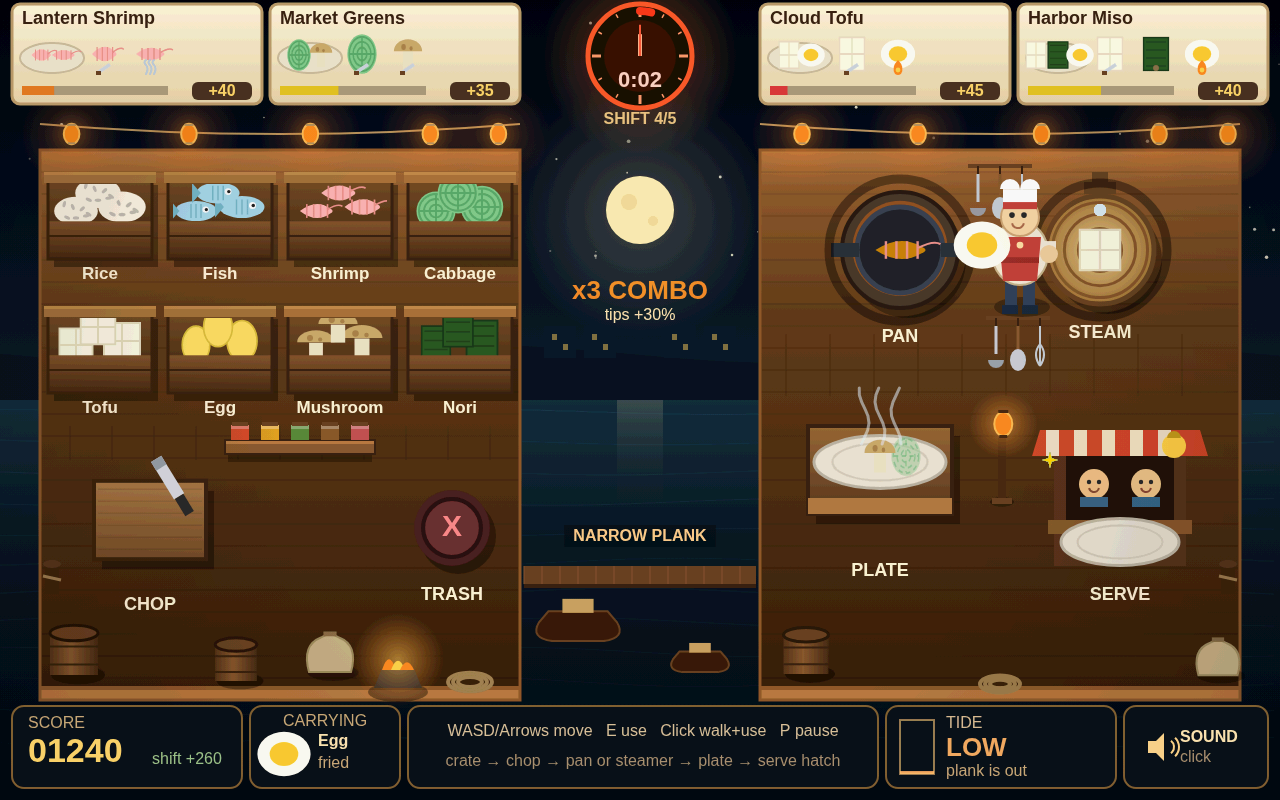 Lantern Shrimp
+40
Market Greens
+35
0:02
SHIFT 4/5
Cloud Tofu
+45
Harbor Miso
+40
Rice
Fish
Shrimp
Cabbage
Tofu
Egg
Mushroom
Nori
CHOP
X
TRASH
x3 COMBO
tips +30%
NARROW PLANK
PAN
STEAM
PLATE
SERVE
SCORE
01240
shift +260
CARRYING
Egg
fried
WASD/Arrows move E use Click walk+use P pause
crate → chop → pan or steamer → plate → serve hatch
TIDE
LOW
plank is out
SOUND
click